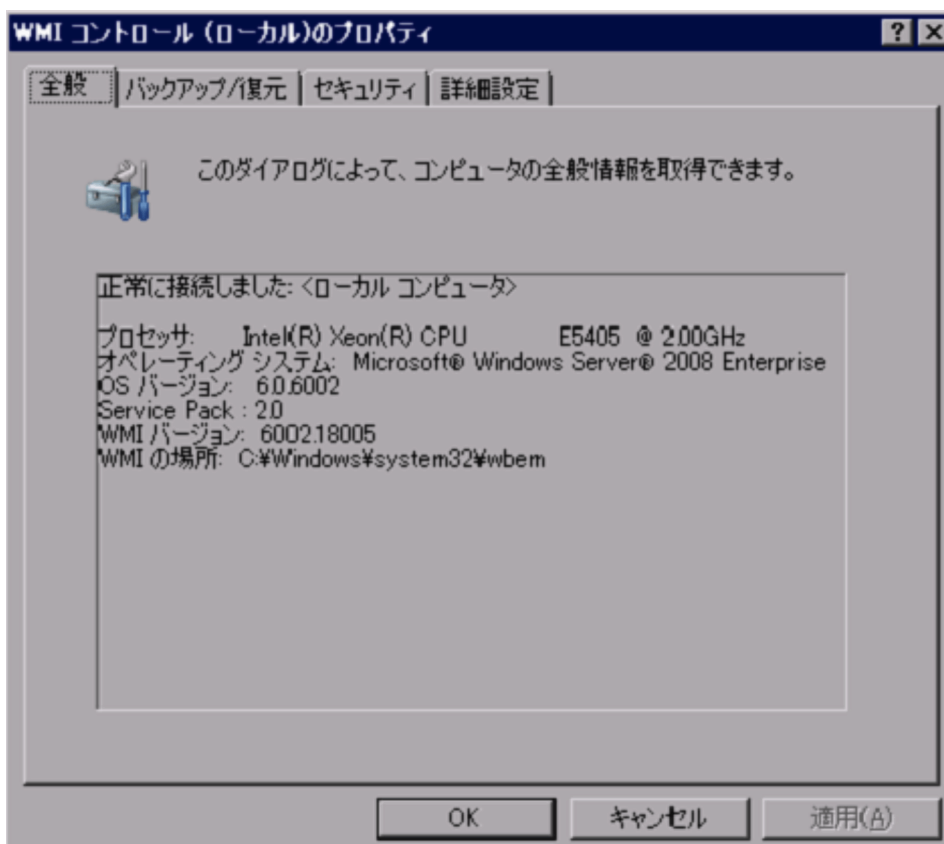 WMI コントロール (ローカル)のプロパティ
全般 バックアップ/復元 セキュリティ 詳細設定
このダイアログによって、コンピュータの全般情報を取得できます。
正常に接続しました: <ローカル コンピュータ>
プロセッサ: Intel(R) Xeon(R) CPU E5405 @ 2.00GHz
オペレーティング システム: Microsoft® Windows Server® 2008 Enterprise
OS バージョン: 6.0.6002
Service Pack : 2.0
WMI バージョン: 6002.18005
WMI の場所: C:¥Windows¥system32¥wbem
OK キャンセル 適用(A)